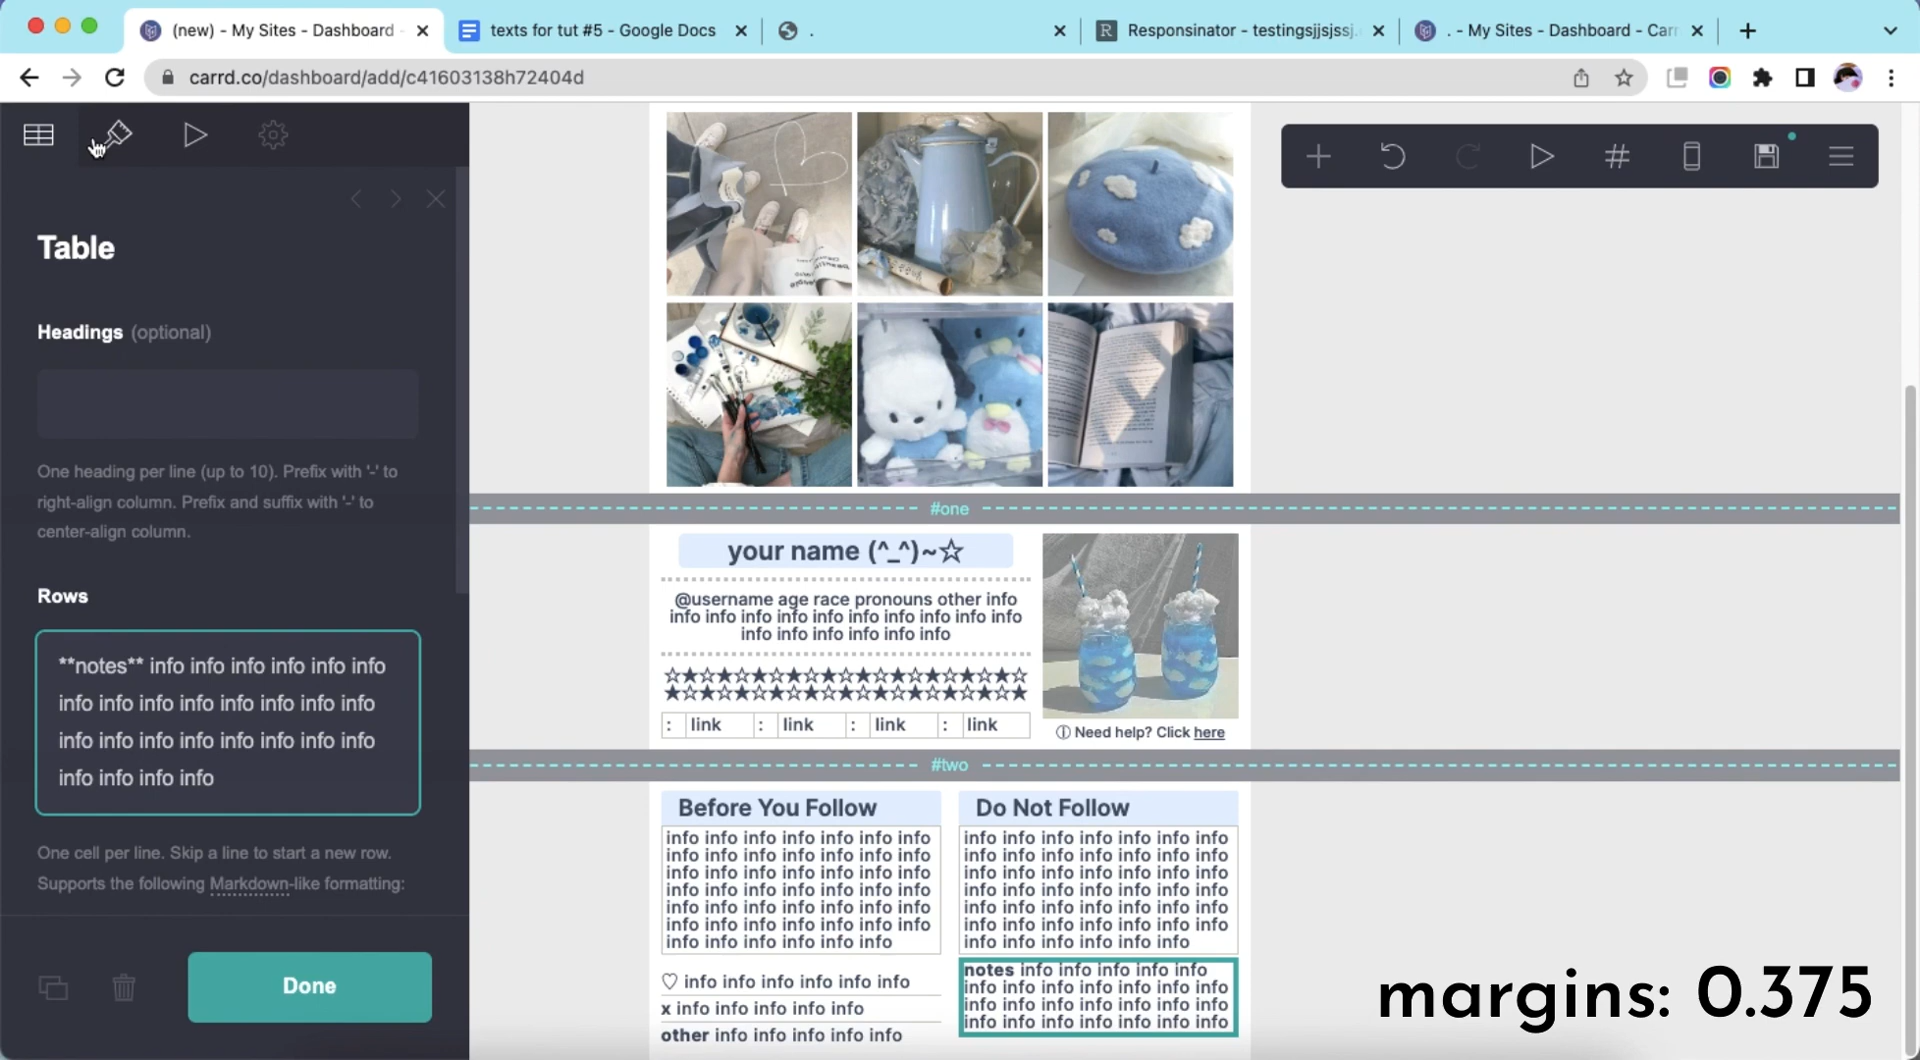 (new) - My Sites - Dashboard -
texts for tut #5 - Google Docs
.
Responsinator - testingsjjsjssj.
. - My Sites - Dashboard - Carr
carrd.co/dashboard/add/c41603138h72404d
Table
Headings (optional)
One heading per line (up to 10). Prefix with '-' to
right-align column. Prefix and suffix with '-' to
center-align column.
Rows
**notes** info info info info info info
info info info info info info info info
info info info info info info info info
info info info info
One cell per line. Skip a line to start a new row.
Supports the following Markdown-like formatting:
Done
#one
your name (^_^)~☆
@username age race pronouns other info
info info info info info info info info info info
info info info info info info
☆★☆★☆★☆★☆★☆★☆★☆★☆★☆★☆
★☆★☆★☆★☆★☆★☆★☆★☆★☆★☆★★
: link : link : link : link
ⓘ Need help? Click here
#two
Before You Follow
info info info info info info info
info info info info info info info
info info info info info info info
info info info info info info info
info info info info info info info
info info info info info info info
info info info info info info
♡ info info info info info info
x info info info info info
other info info info info info
Do Not Follow
info info info info info info info
info info info info info info info
info info info info info info info
info info info info info info info
info info info info info info info
info info info info info info info
info info info info info info
notes info info info info info
info info info info info info info
info info info info info info info
info info info info info info info
margins: 0.375